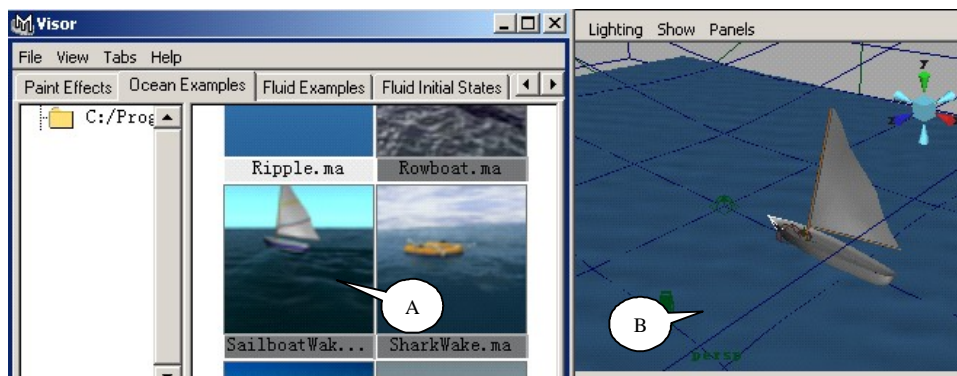 Visor
File View Tabs Help
Paint Effects Ocean Examples Fluid Examples Fluid Initial States
C:/Prog
Ripple.ma Rowboat.ma
SailboatWak... SharkWake.ma
A
Lighting Show Panels
Y
z
B
persp